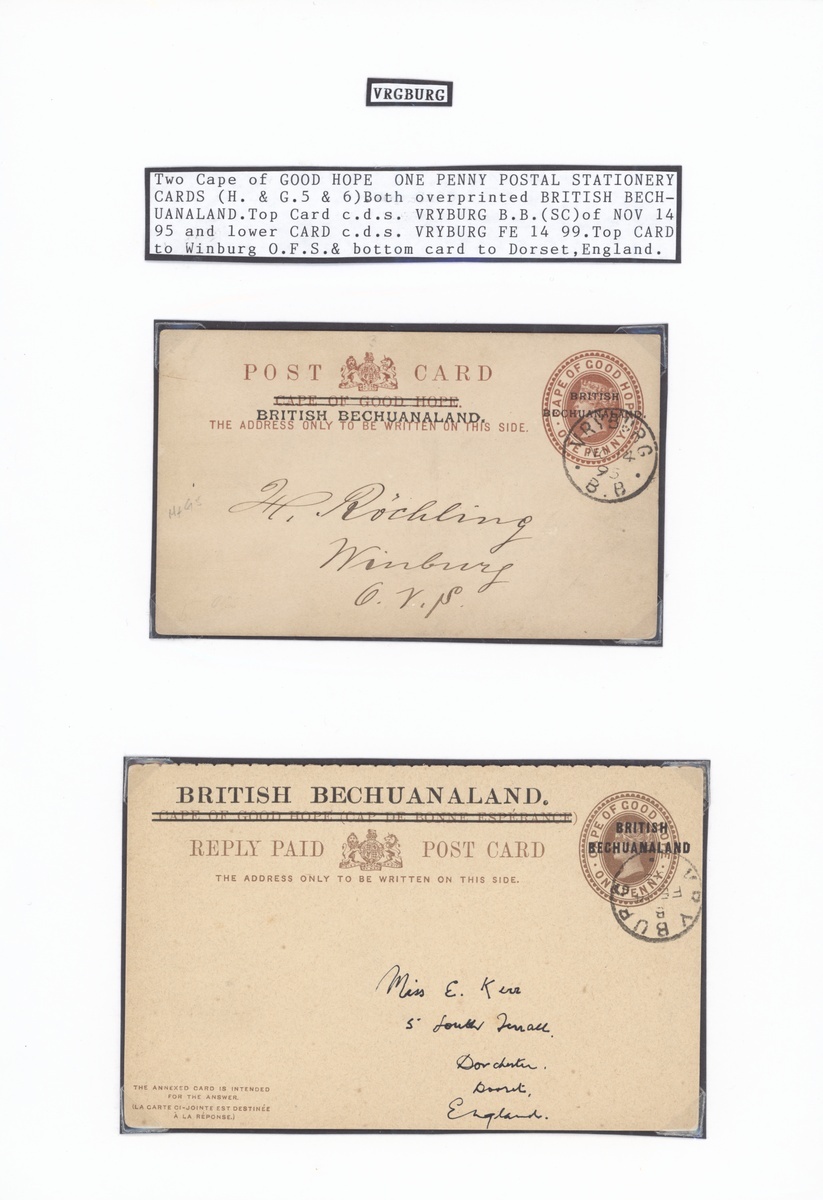 VRGBURG
Two Cape of GOOD HOPE ONE PENNY POSTAL STATIONERY
CARDS (H. & G.5 & 6)Both overprinted BRITISH BECH-
UANALAND.Top Card c.d.s. VRYBURG B.B.(SC)of NOV 14
95 and lower CARD c.d.s. VRYBURG FE 14 99.Top CARD
to Winburg O.F.S.& bottom card to Dorset,England.
POST CARD
CAPE OF GOOD HOPE.
BRITISH BECHUANALAND.
THE ADDRESS ONLY TO BE WRITTEN ON THIS SIDE.
CAPE OF GOOD HOPE
BRITISH
BECHUANALAND
ONE PENNY
VRYBURG
95
B.B.
H. Röchling
Winburg
O.V.S.
BRITISH BECHUANALAND.
CAPE OF GOOD HOPE (CAP DE BONNE ESPÉRANCE)
REPLY PAID POST CARD
THE ADDRESS ONLY TO BE WRITTEN ON THIS SIDE.
CAPE OF GOOD HOPE
BRITISH
BECHUANALAND
ONE PENNY.
VRYBURG
FE
Miss E. Kerr
5 South Terrace.
Dorchester.
Dorset,
England.
THE ANNEXED CARD IS INTENDED
FOR THE ANSWER.
(LA CARTE CI-JOINTE EST DESTINÉE
À LA RÉPONSE.)